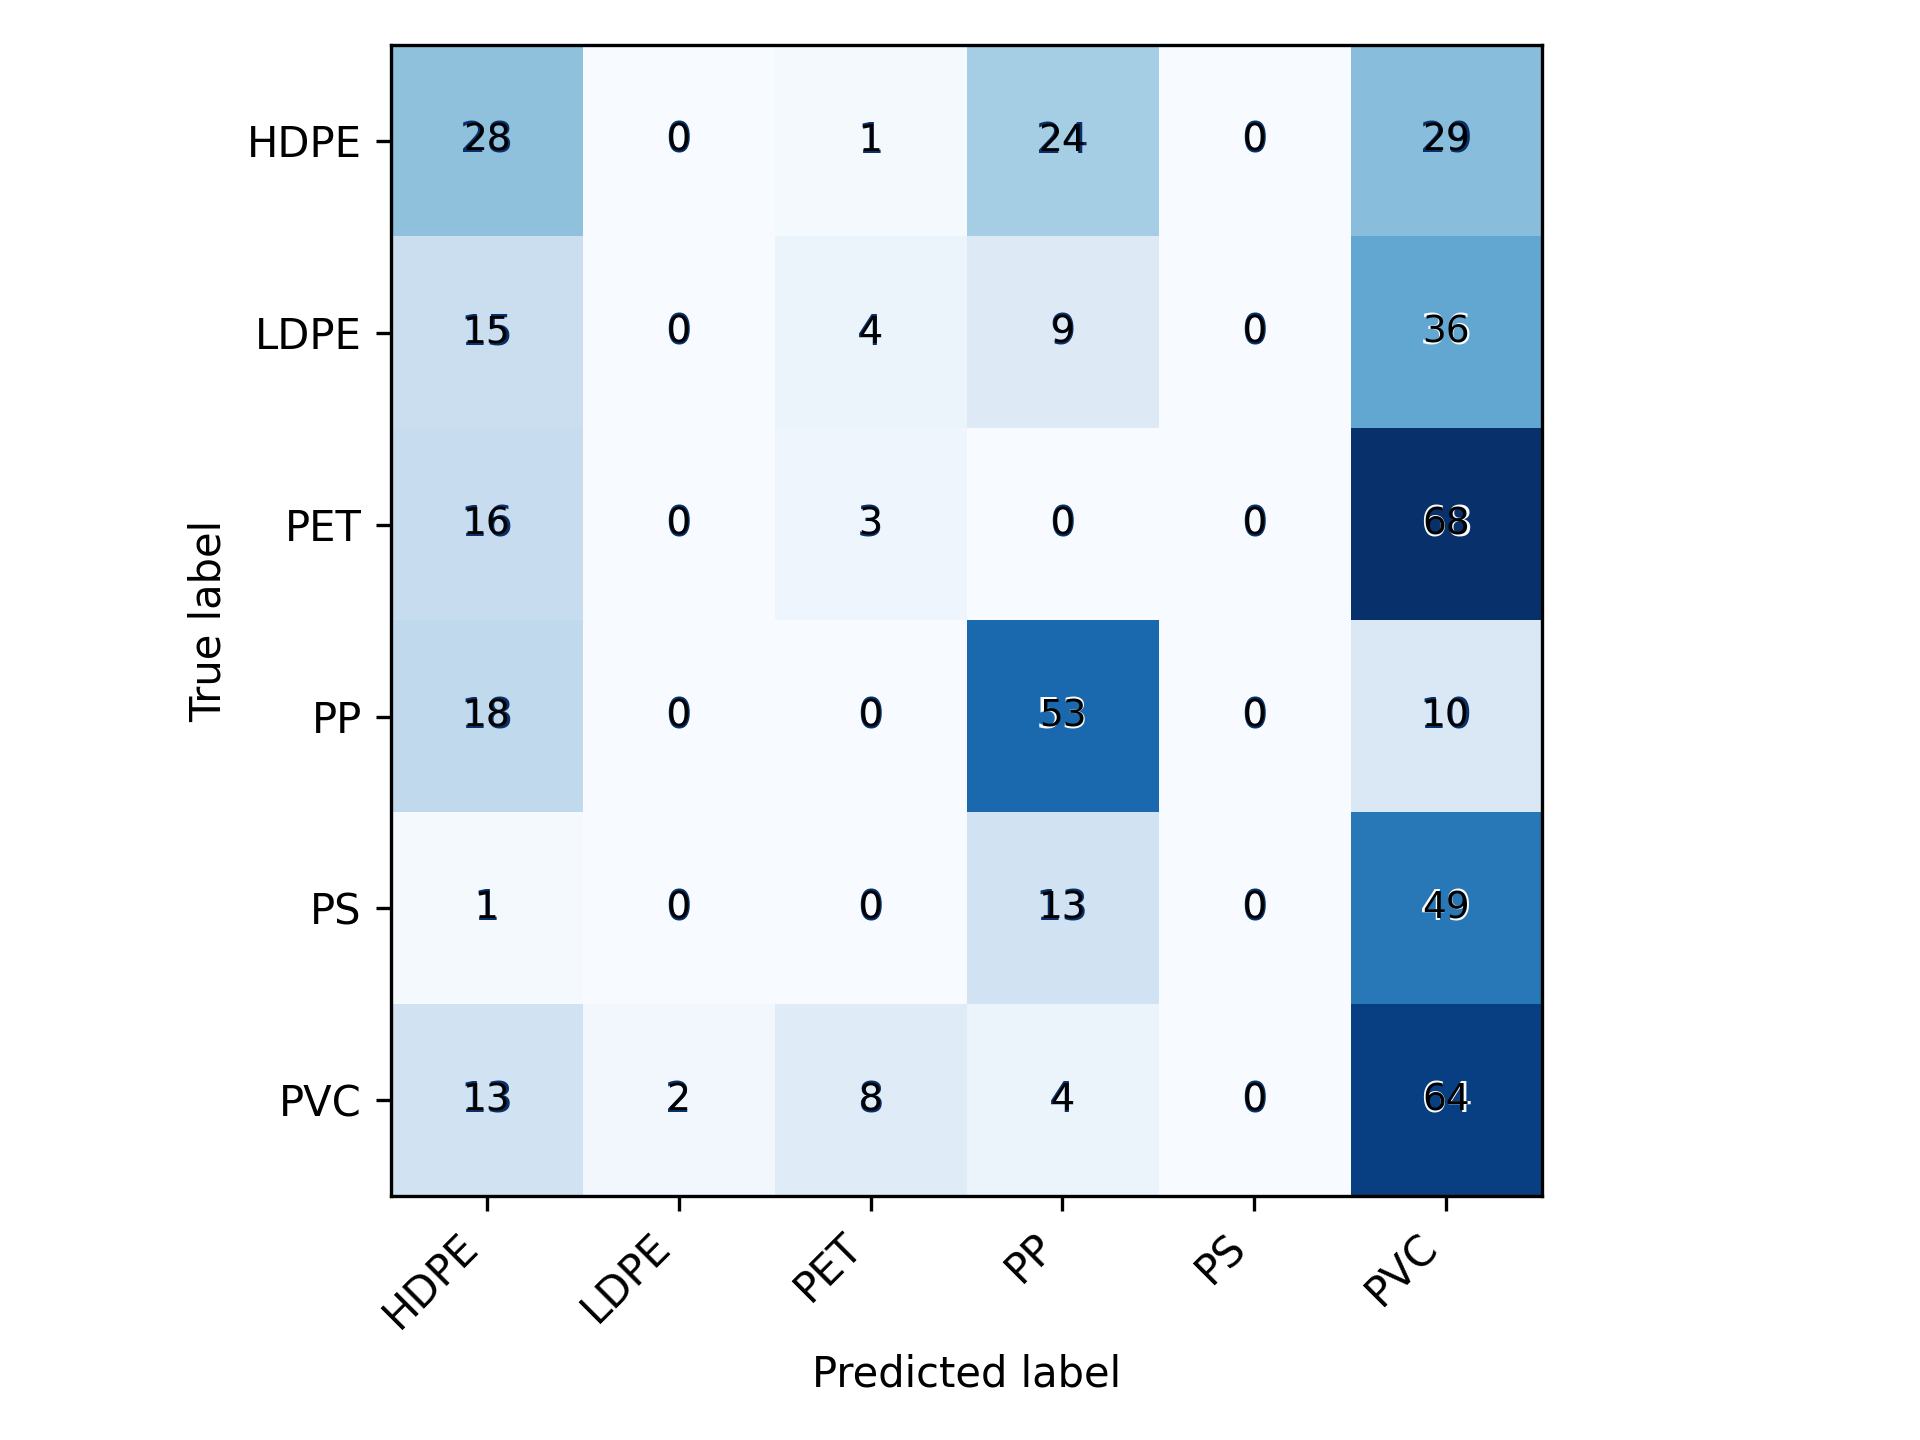 HDPE 28 0 1 24 0 29
LDPE 15 0 4 9 0 36
PET 16 0 3 0 0 68
PP 18 0 0 53 0 10
PS 1 0 0 13 0 49
PVC 13 2 8 4 0 64
True label
HDPE LDPE PET PP PS PVC
Predicted label